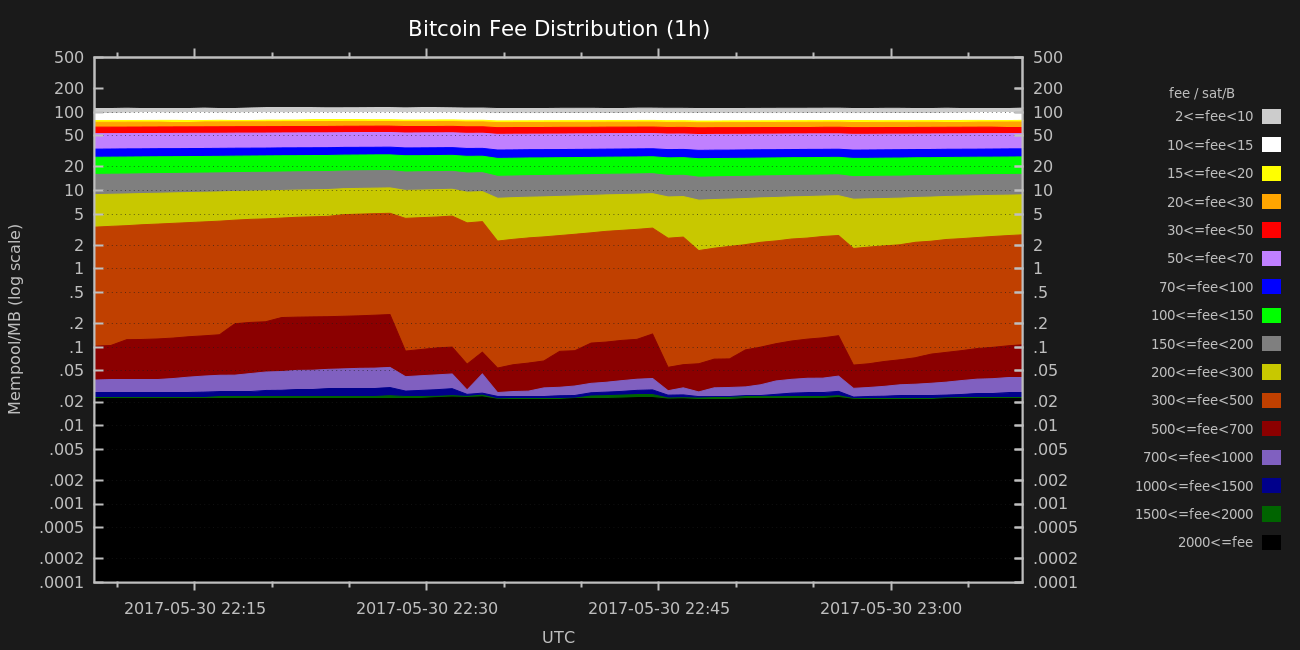 Bitcoin Fee Distribution (1h)
Mempool/MB (log scale)
500
200
100
50
20
10
5
2
1
.5
.2
.1
.05
.02
.01
.005
.002
.001
.0005
.0002
.0001
500
200
100
50
20
10
5
2
1
.5
.2
.1
.05
.02
.01
.005
.002
.001
.0005
.0002
.0001
2017-05-30 22:15
2017-05-30 22:30
2017-05-30 22:45
2017-05-30 23:00
UTC
fee / sat/B
2<=fee<10
10<=fee<15
15<=fee<20
20<=fee<30
30<=fee<50
50<=fee<70
70<=fee<100
100<=fee<150
150<=fee<200
200<=fee<300
300<=fee<500
500<=fee<700
700<=fee<1000
1000<=fee<1500
1500<=fee<2000
2000<=fee